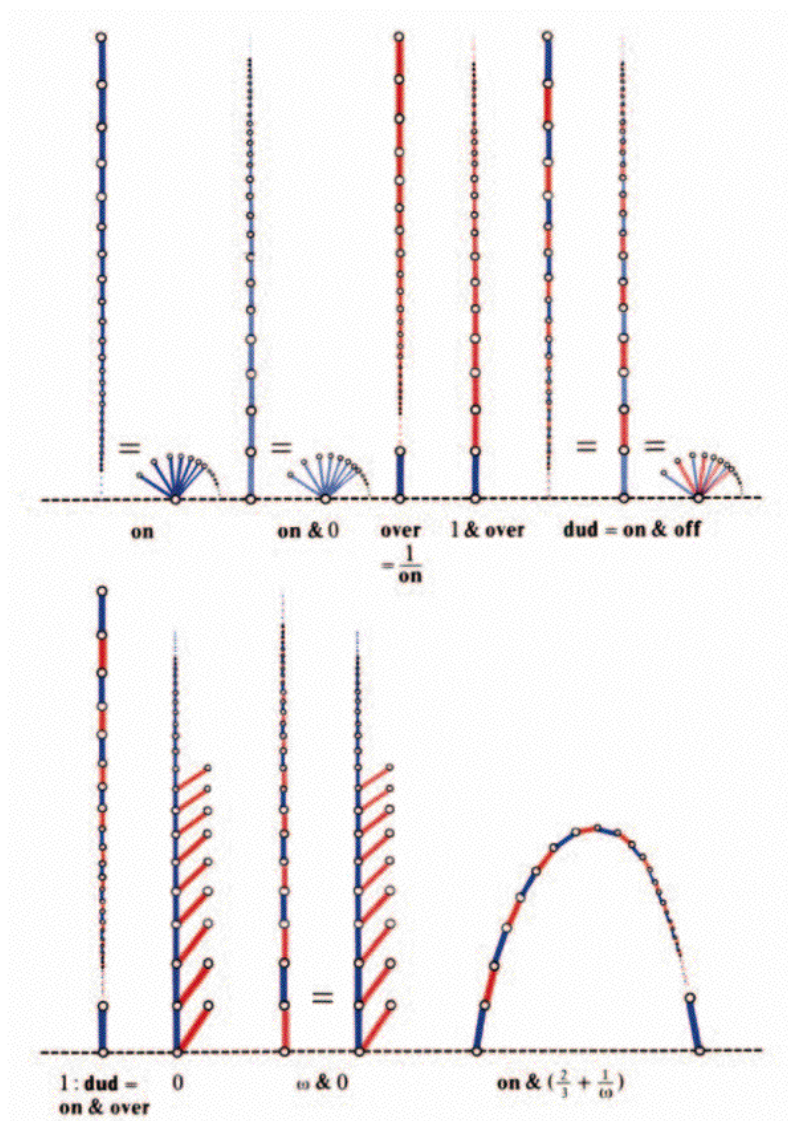 = = = =
on on & 0 over 1 & over dud = on & off
= 1/on
=
1 : dud = 0 ω & 0 on & (2/3 + 1/ω)
on & over